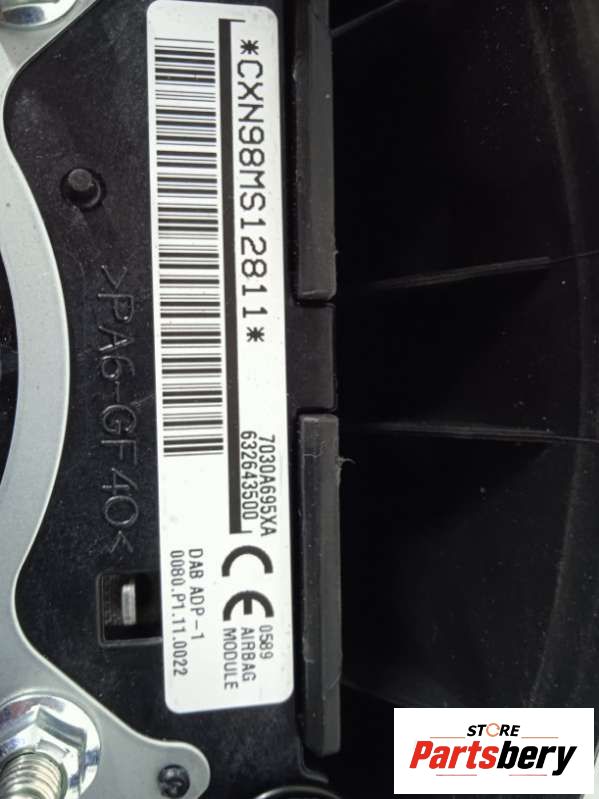 *CXN98MS12811*
7030A695XA
632643500
CE
0589
AIRBAG
MODULE
DAB ADP-1
0080.P1.11.0022
>PA6-GF40<
STORE
Partsbery